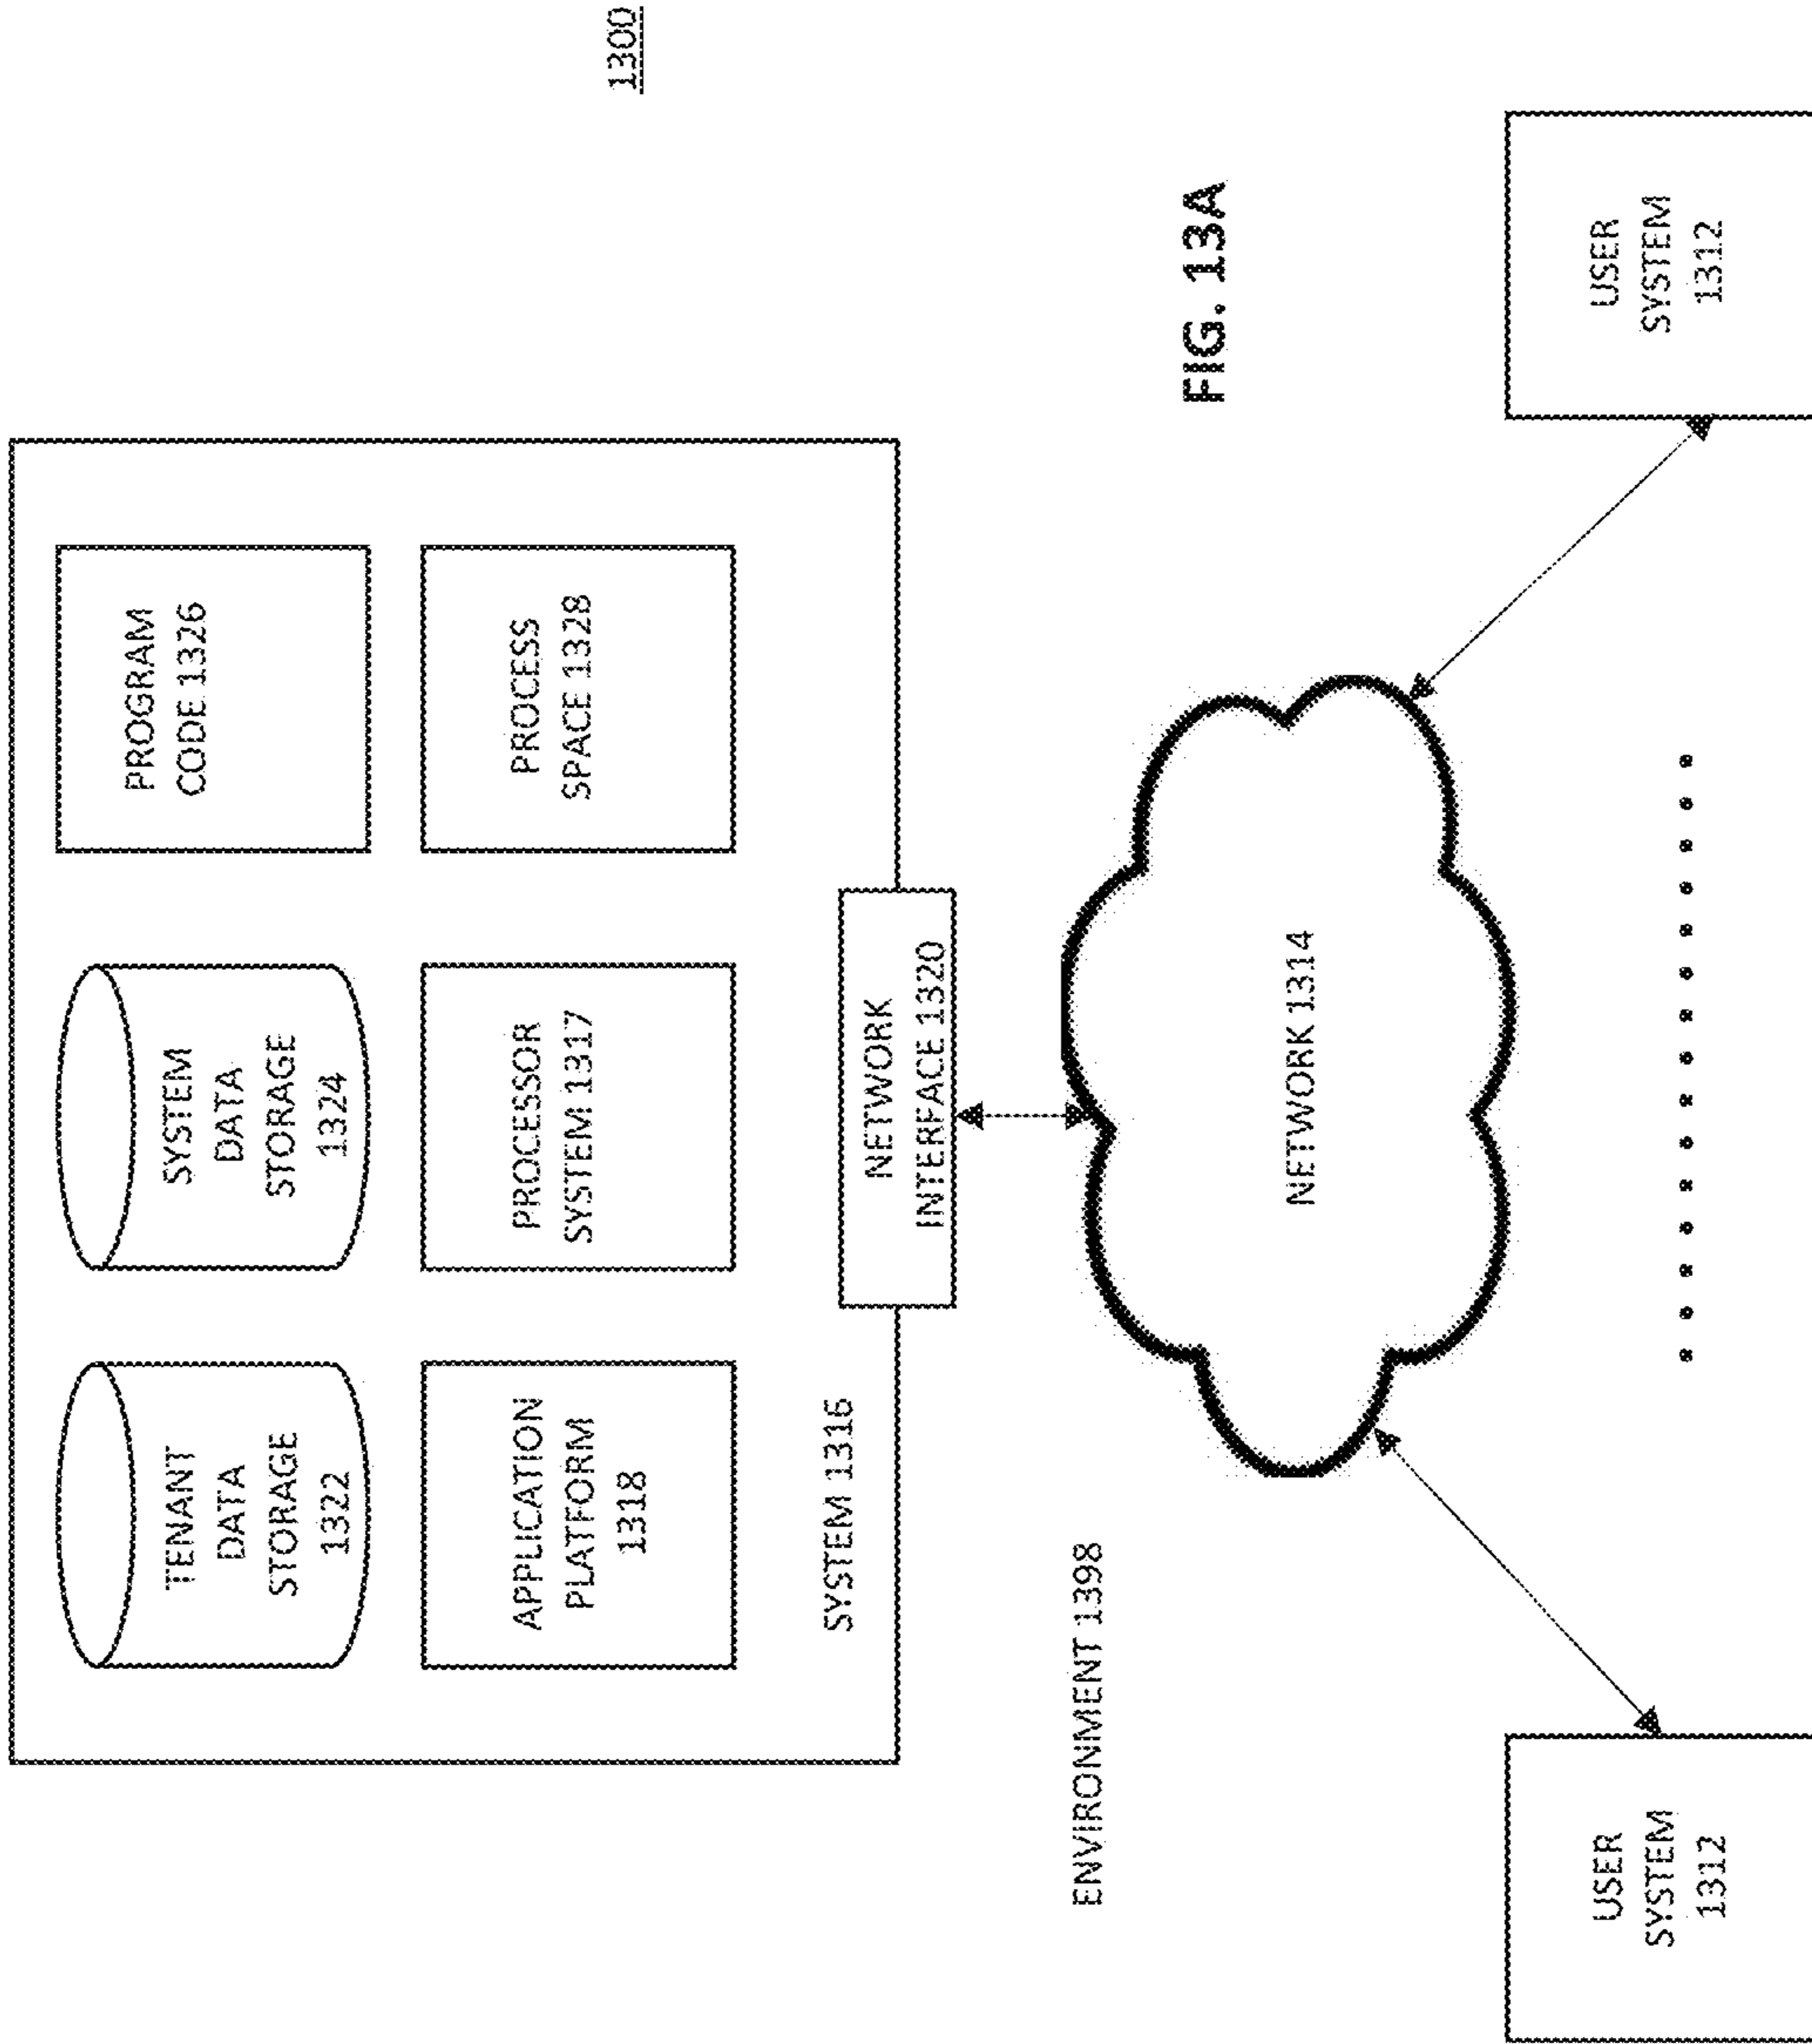 1300
TENANT
DATA
STORAGE
1322
SYSTEM
DATA
STORAGE
1324
PROGRAM
CODE 1326
APPLICATION
PLATFORM
1318
PROCESSOR
SYSTEM 1317
PROCESS
SPACE 1328
SYSTEM 1316
NETWORK
INTERFACE 1320
ENVIRONMENT 1398
NETWORK 1314
FIG. 13A
USER
SYSTEM
1312
USER
SYSTEM
1312